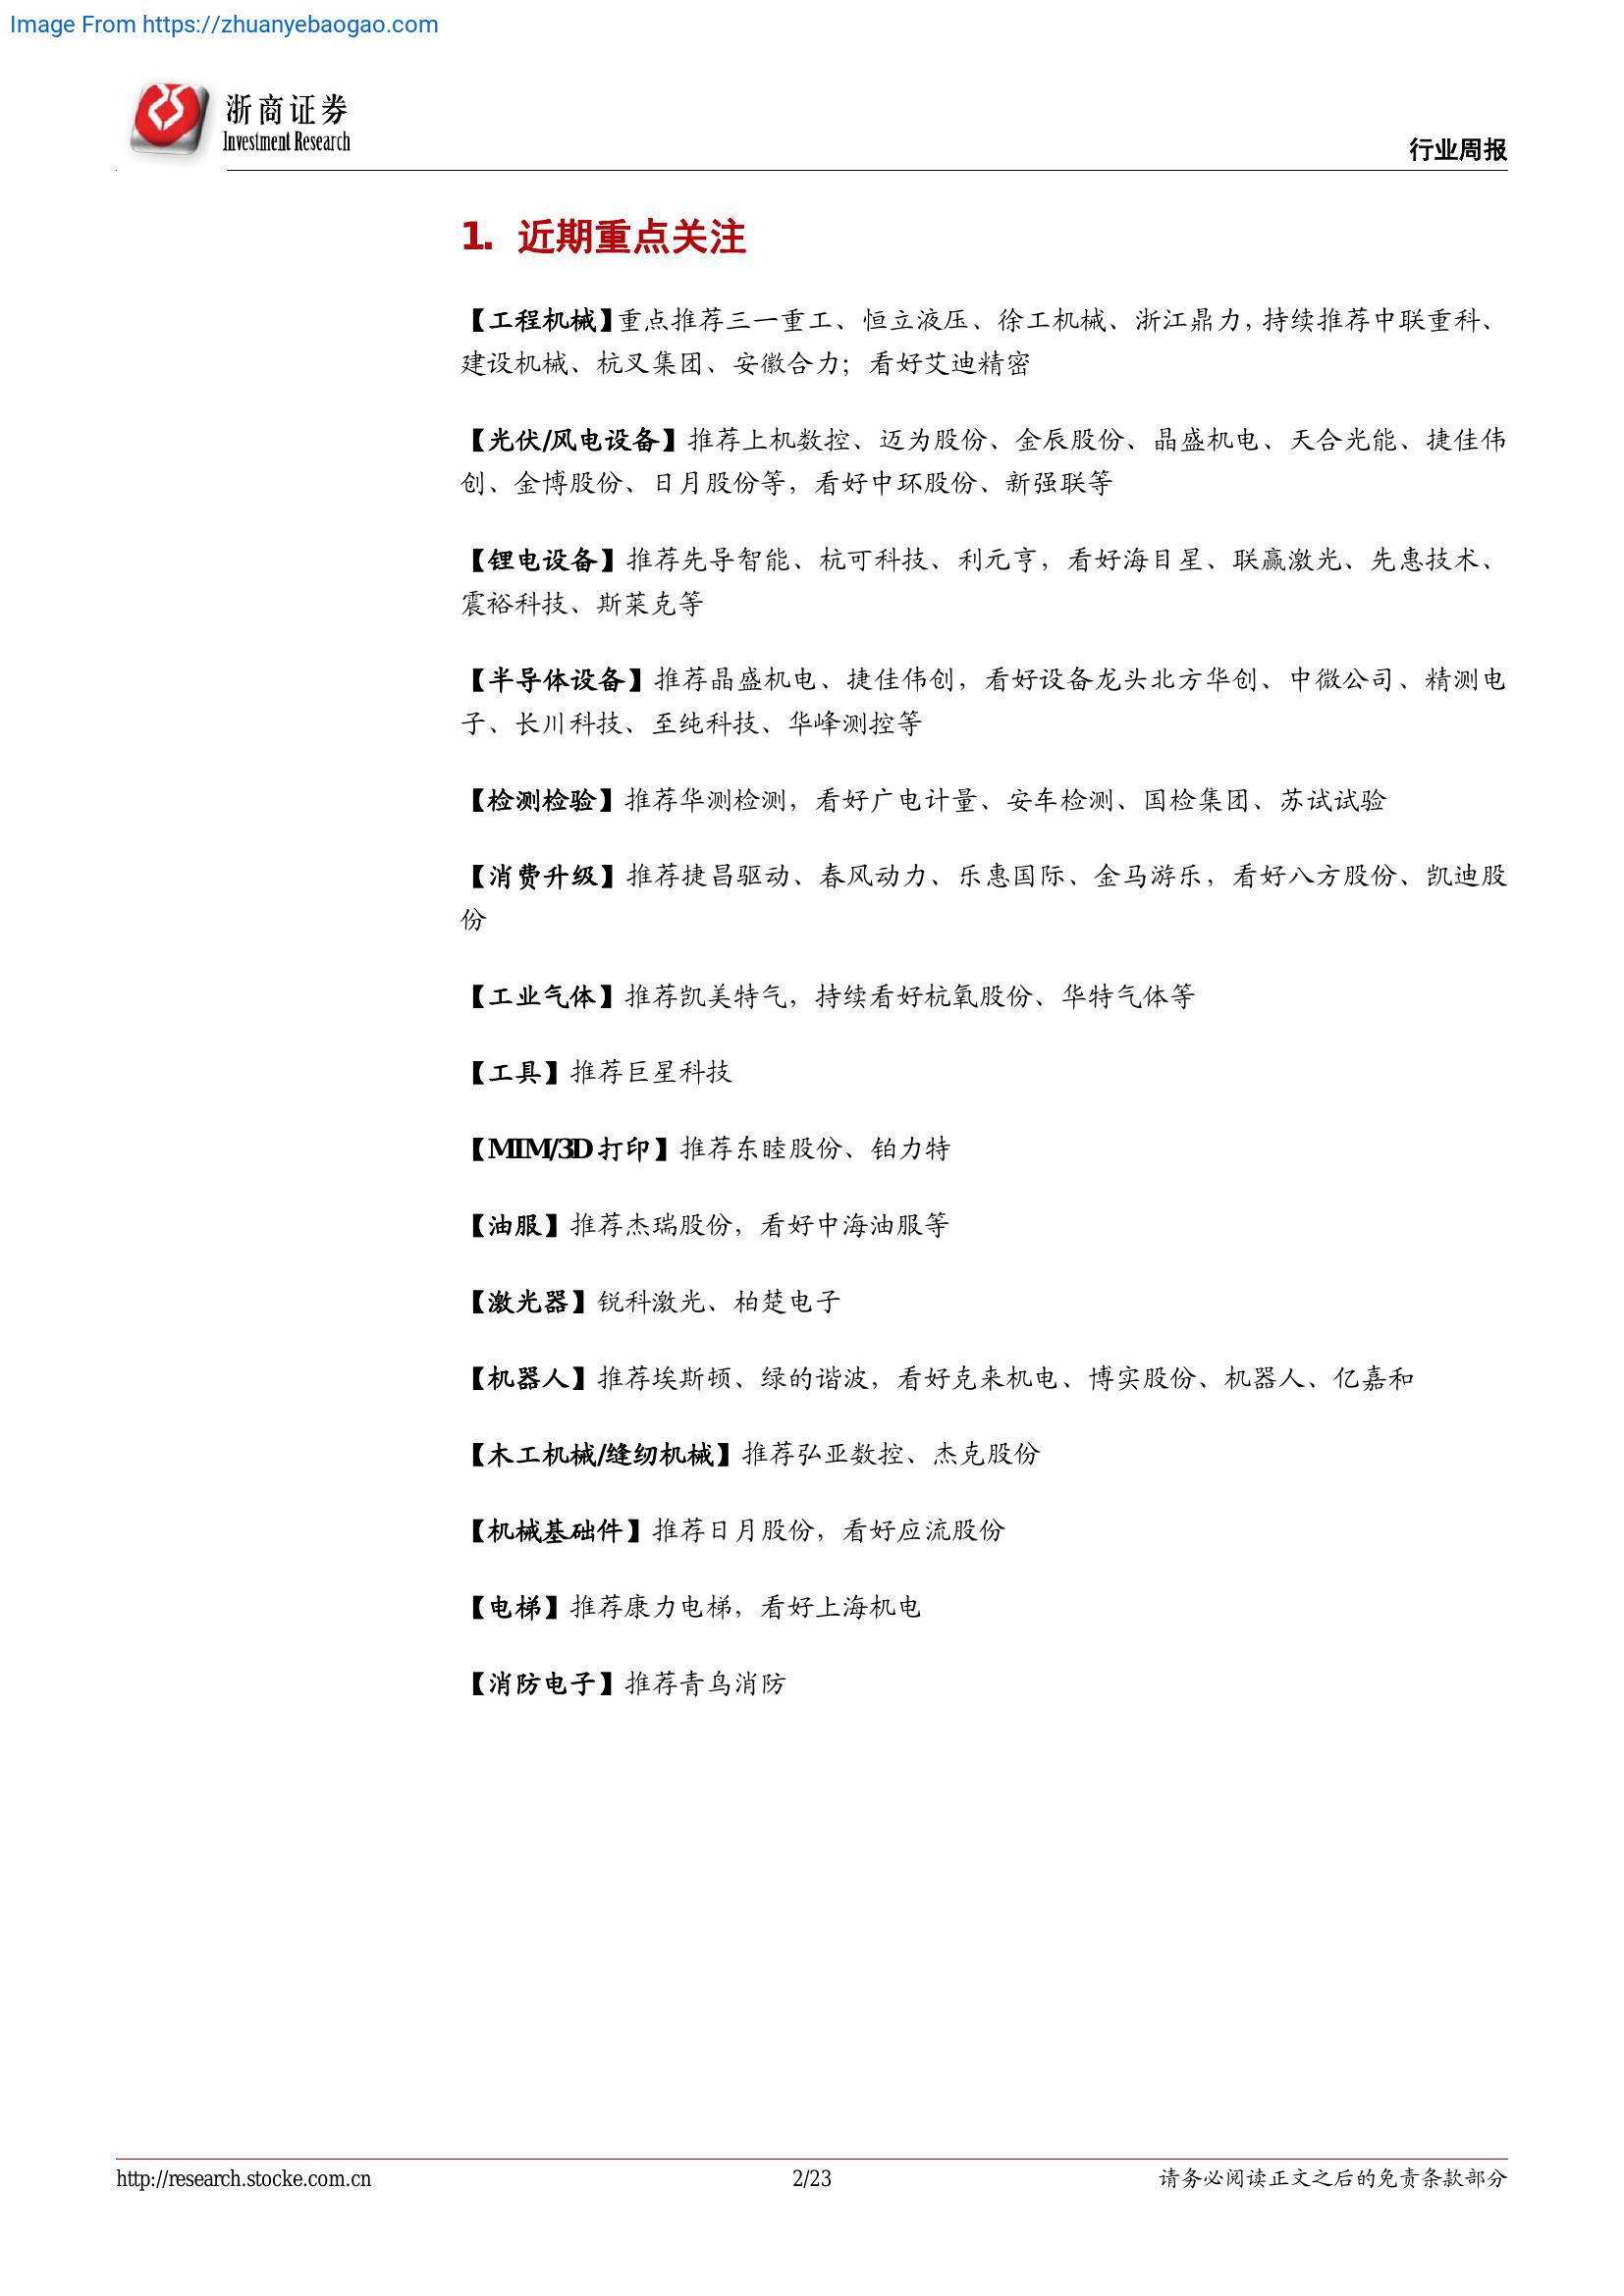 Image From https://zhuanyebaogao.com
浙商证券
Investment Research
行业周报
1. 近期重点关注
【工程机械】重点推荐三一重工、恒立液压、徐工机械、浙江鼎力，持续推荐中联重科、
建设机械、杭叉集团、安徽合力；看好艾迪精密
【光伏/风电设备】推荐上机数控、迈为股份、金辰股份、晶盛机电、天合光能、捷佳伟
创、金博股份、日月股份等，看好中环股份、新强联等
【锂电设备】推荐先导智能、杭可科技、利元亨，看好海目星、联赢激光、先惠技术、
震裕科技、斯莱克等
【半导体设备】推荐晶盛机电、捷佳伟创，看好设备龙头北方华创、中微公司、精测电
子、长川科技、至纯科技、华峰测控等
【检测检验】推荐华测检测，看好广电计量、安车检测、国检集团、苏试试验
【消费升级】推荐捷昌驱动、春风动力、乐惠国际、金马游乐，看好八方股份、凯迪股
份
【工业气体】推荐凯美特气，持续看好杭氧股份、华特气体等
【工具】推荐巨星科技
【MIM/3D 打印】推荐东睦股份、铂力特
【油服】推荐杰瑞股份，看好中海油服等
【激光器】锐科激光、柏楚电子
【机器人】推荐埃斯顿、绿的谐波，看好克来机电、博实股份、机器人、亿嘉和
【木工机械/缝纫机械】推荐弘亚数控、杰克股份
【机械基础件】推荐日月股份，看好应流股份
【电梯】推荐康力电梯，看好上海机电
【消防电子】推荐青鸟消防
http://research.stocke.com.cn
2/23
请务必阅读正文之后的免责条款部分